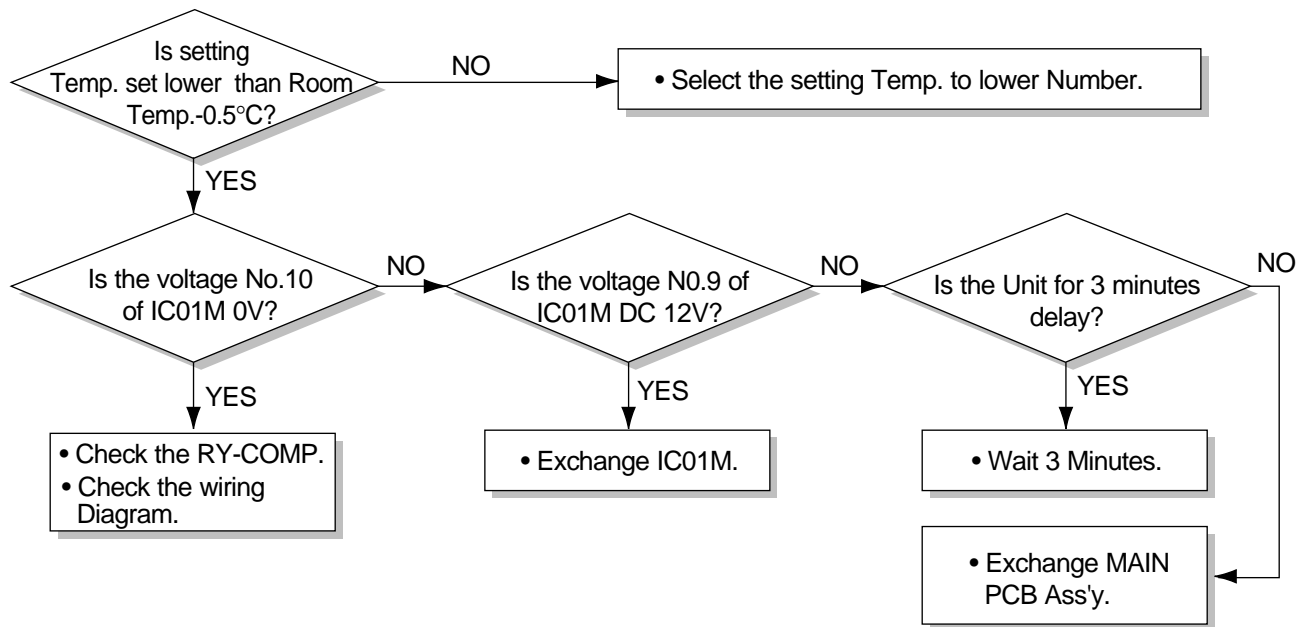 Is setting
Temp. set lower than Room
Temp.-0.5°C?
NO
• Select the setting Temp. to lower Number.
YES
Is the voltage No.10
of IC01M 0V?
NO
Is the voltage N0.9 of
IC01M DC 12V?
NO
Is the Unit for 3 minutes
delay?
NO
YES
YES
YES
• Check the RY-COMP.
• Check the wiring
Diagram.
• Exchange IC01M.
• Wait 3 Minutes.
• Exchange MAIN
PCB Ass'y.